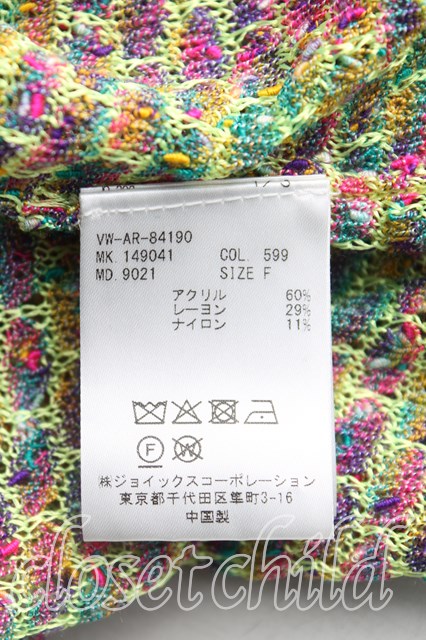 VW-AR-84190
MK. 149041 COL. 599
MD. 9021 SIZE F
アクリル 60%
レーヨン 29%
ナイロン 11%
F W
㈱ジョイックスコーポレーション
東京都千代田区隼町3-16
中国製
closet child